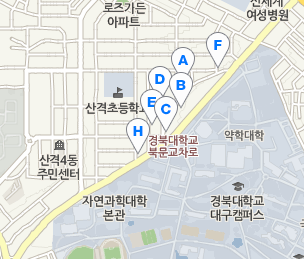 로즈가든
아파트
신세계
여성병원
F
A
D
B
산격초등학교
E
C
H
경북대학교
북문교차로
약학대학
산격4동
주민센터
자연과학대학
본관
경북대학교
대구캠퍼스